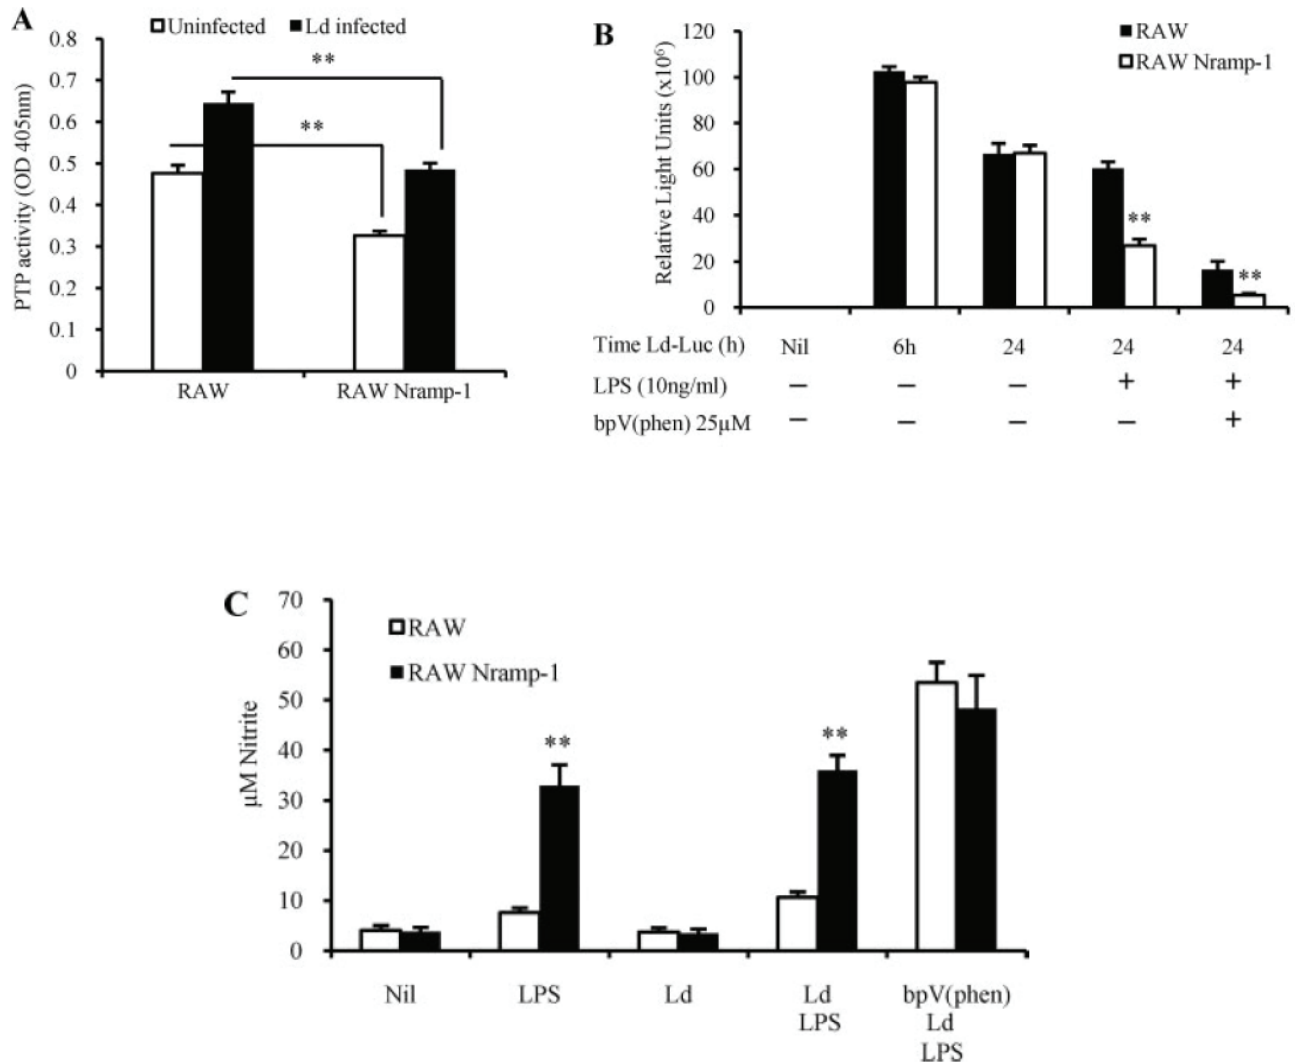 A
Uninfected Ld infected
0.8
0.7
0.6
0.5
0.4
0.3
0.2
0.1
0
PTP activity (OD 405nm)
**
**
RAW RAW Nramp-1
B
RAW
RAW Nramp-1
120
100
80
60
40
20
0
Relative Light Units (x10⁶)
**
**
Time Ld-Luc (h) Nil 6h 24 24 24
LPS (10ng/ml) – – – + +
bpV(phen) 25µM – – – – +
C
RAW
RAW Nramp-1
70
60
50
40
30
20
10
0
µM Nitrite
**
**
Nil LPS Ld Ld bpV(phen)
LPS Ld
LPS